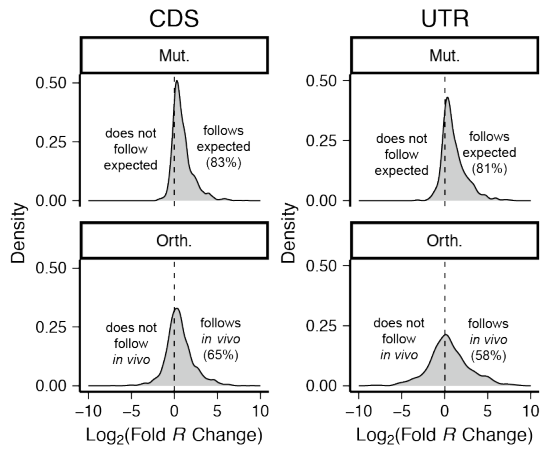 CDS
UTR
Mut.
Mut.
Density
0.50
0.25
0.00
does not
follow
expected
follows
expected
(83%)
Density
0.50
0.25
0.00
does not
follow
expected
follows
expected
(81%)
Orth.
Orth.
0.50
0.25
0.00
does not
follow
in vivo
follows
in vivo
(65%)
−10 −5 0 5 10
Log2(Fold R Change)
0.50
0.25
0.00
does not
follow
in vivo
follows
in vivo
(58%)
−10 −5 0 5 10
Log2(Fold R Change)